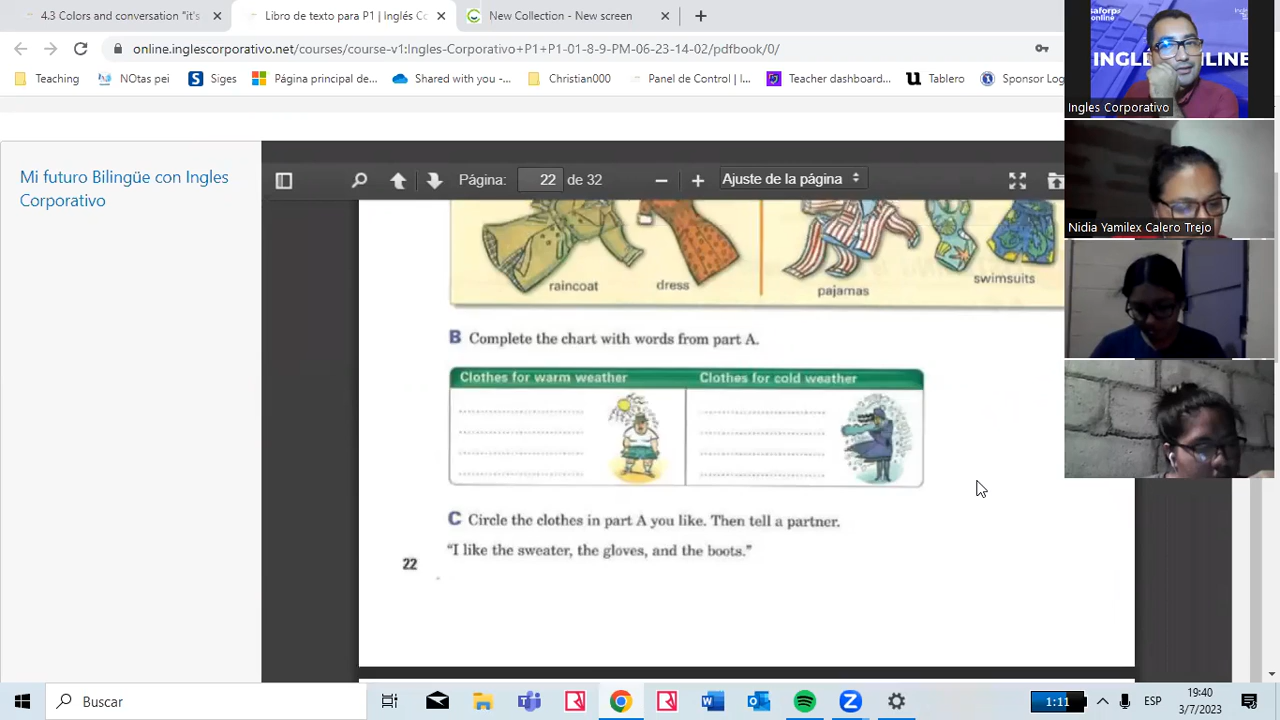 4.3 Colors and conversation "it's
Libro de texto P1 | Ingles-Cort
New Collection - New screen
online.inglescorporativo.net/courses/course-v1:Ingles-Corporativo+P1+P1-01-8-9-PM-06-23-14-02/pdfbook/0/
Teaching
NOtas pei
Siges
Página principal de...
Shared with you -...
Christian000
Panel de Control | I...
Teacher dashboard...
Tablero
Sponsor Log
online
INGLÉ
LINE
Ingles Corporativo
Nidia Yamilex Calero Trejo
Mi futuro Bilingüe con Ingles
Corporativo
Página: 22 de 32
Ajuste de la página
raincoat
dress
pajamas
swimsuits
B Complete the chart with words from part A.
Clothes for warm weather
Clothes for cold weather
C Circle the clothes in part A you like. Then tell a partner.
"I like the sweater, the gloves, and the boots."
22
Buscar
1:11
ESP
19:40
3/7/2023